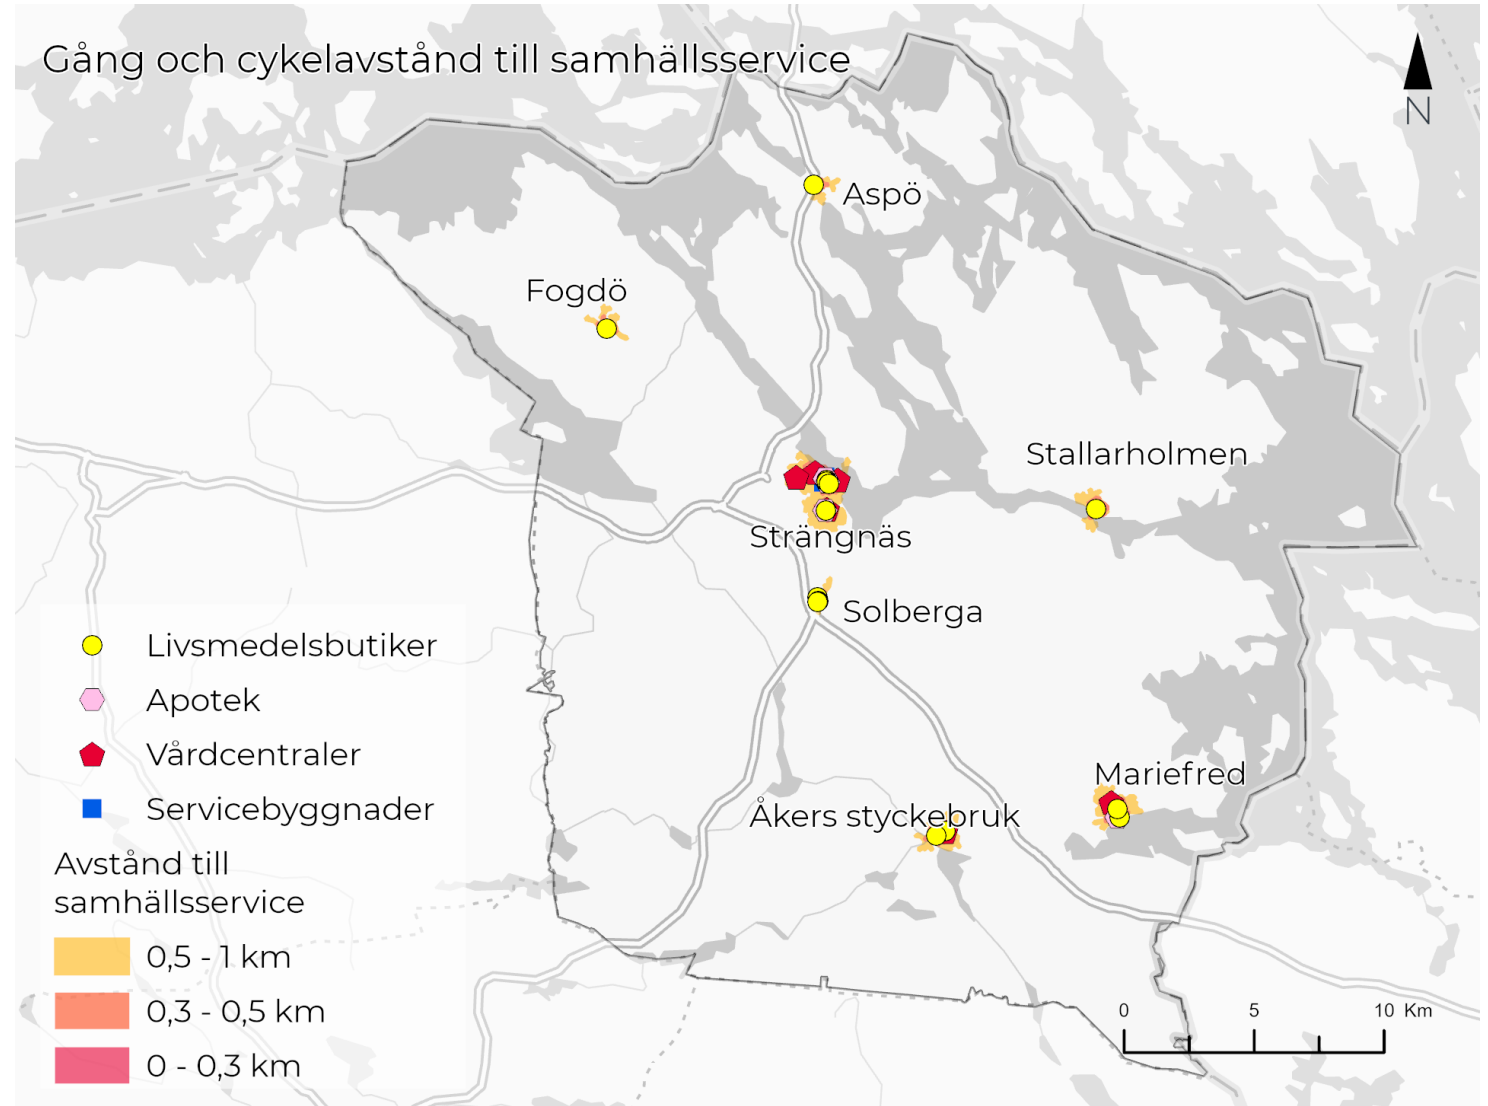 Gång och cykelavstånd till samhällsservice
N
Aspö
Fogdö
Stallarholmen
Strängnäs
Solberga
Mariefred
Åkers styckebruk
Livsmedelsbutiker
Apotek
Vårdcentraler
Servicebyggnader
Avstånd till
samhällsservice
0,5 - 1 km
0,3 - 0,5 km
0 - 0,3 km
0 5 10 Km